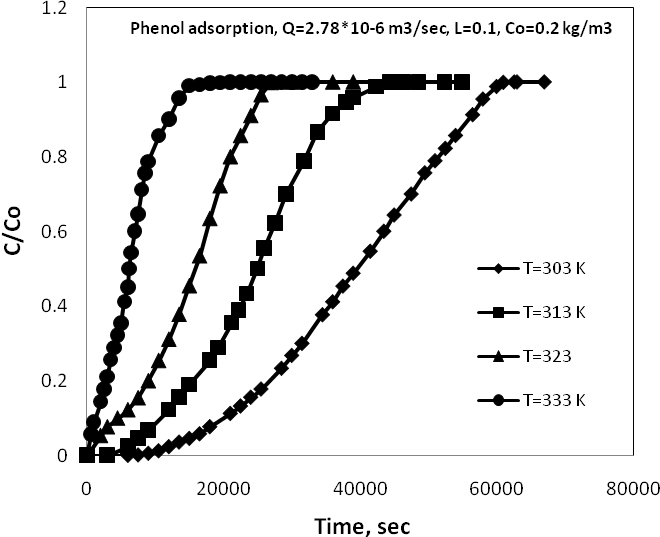 1.2
Phenol adsorption, Q=2.78*10-6 m3/sec, L=0.1, Co=0.2 kg/m3
1
0.8
0.6
0.4
0.2
0
C/Co
T=303 K
T=313 K
T=323
T=333 K
0
20000
40000
60000
80000
Time, sec